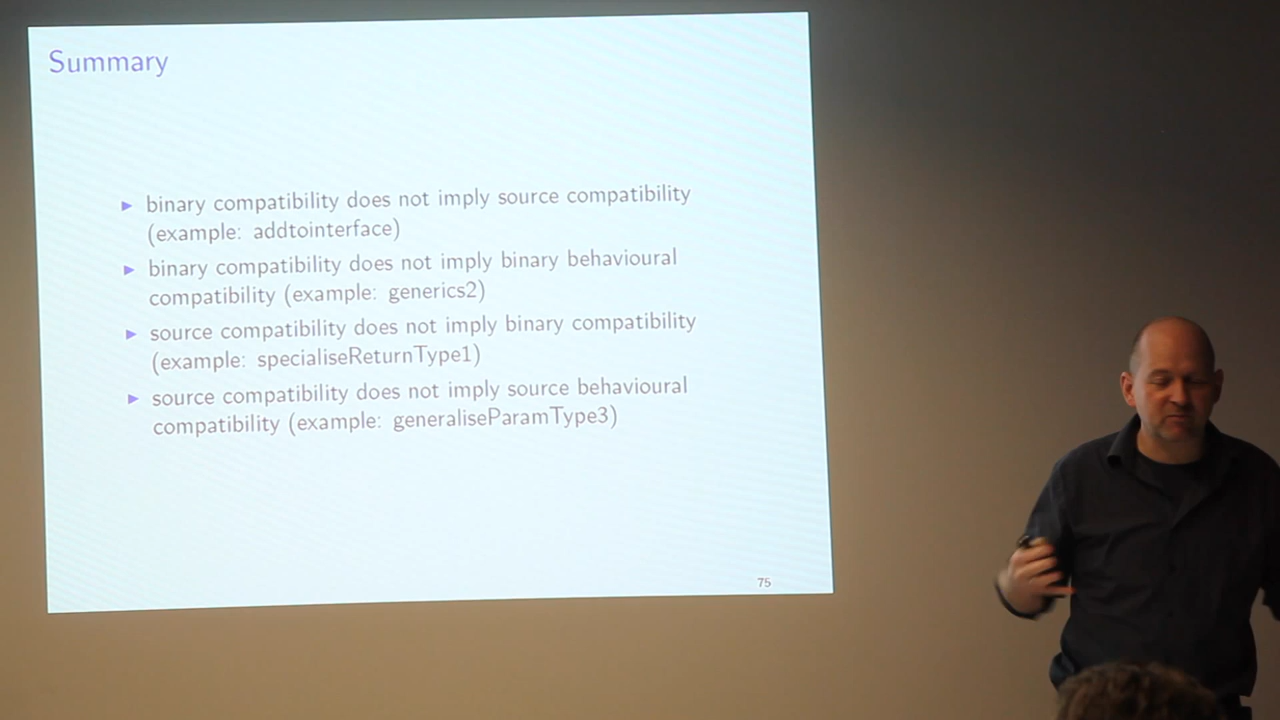 Summary
binary compatibility does not imply source compatibility
(example: addtointerface)
binary compatibility does not imply binary behavioural
compatibility (example: generics2)
source compatibility does not imply binary compatibility
(example: specialiseReturnType1)
source compatibility does not imply source behavioural
compatibility (example: generaliseParamType3)
75